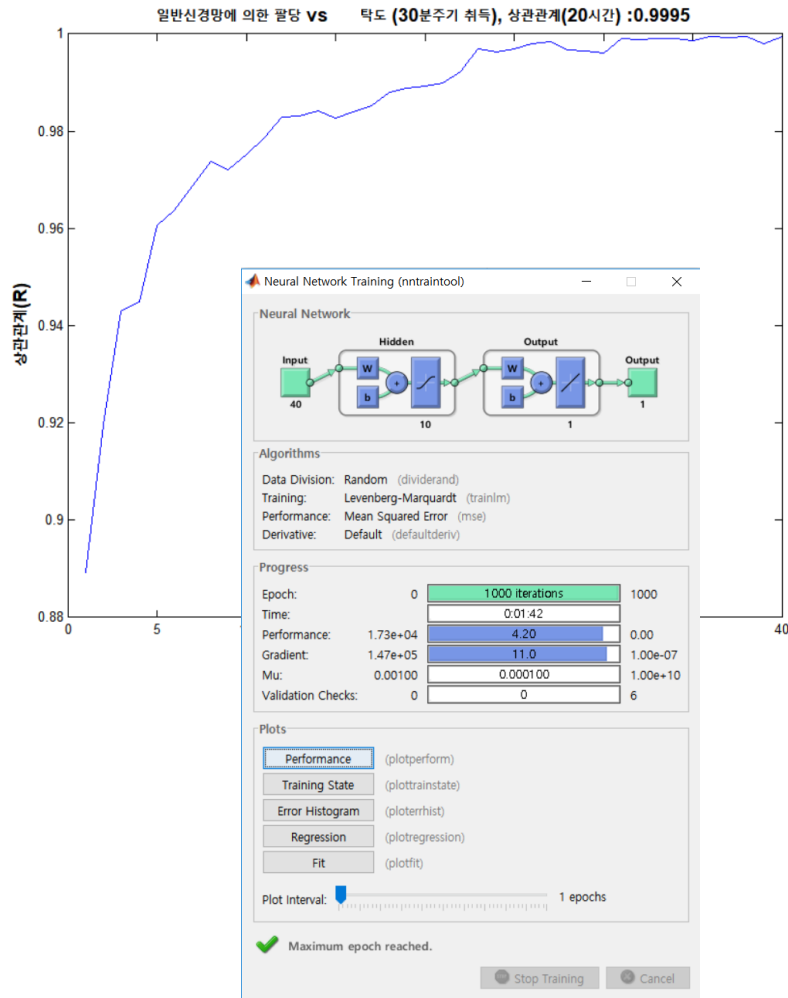 일반신경망에 의한 팔당 vs 탁도 (30분주기 취득), 상관관계(20시간) :0.9995
1
0.98
0.96
0.94
0.92
0.9
0.88
상관관계(R)
0
5
40
Neural Network Training (nntraintool)
Neural Network
Hidden
Output
Input
Output
W
W
+
+
b
b
40
1
10
1
Algorithms
Data Division: Random (dividerand)
Training: Levenberg-Marquardt (trainlm)
Performance: Mean Squared Error (mse)
Derivative: Default (defaultderiv)
Progress
Epoch: 0 1000 iterations 1000
Time: 0:01:42
Performance: 1.73e+04 4.20 0.00
Gradient: 1.47e+05 11.0 1.00e-07
Mu: 0.00100 0.000100 1.00e+10
Validation Checks: 0 0 6
Plots
Performance (plotperform)
Training State (plottrainstate)
Error Histogram (ploterrhist)
Regression (plotregression)
Fit (plotfit)
Plot Interval: 1 epochs
Maximum epoch reached.
Stop Training Cancel